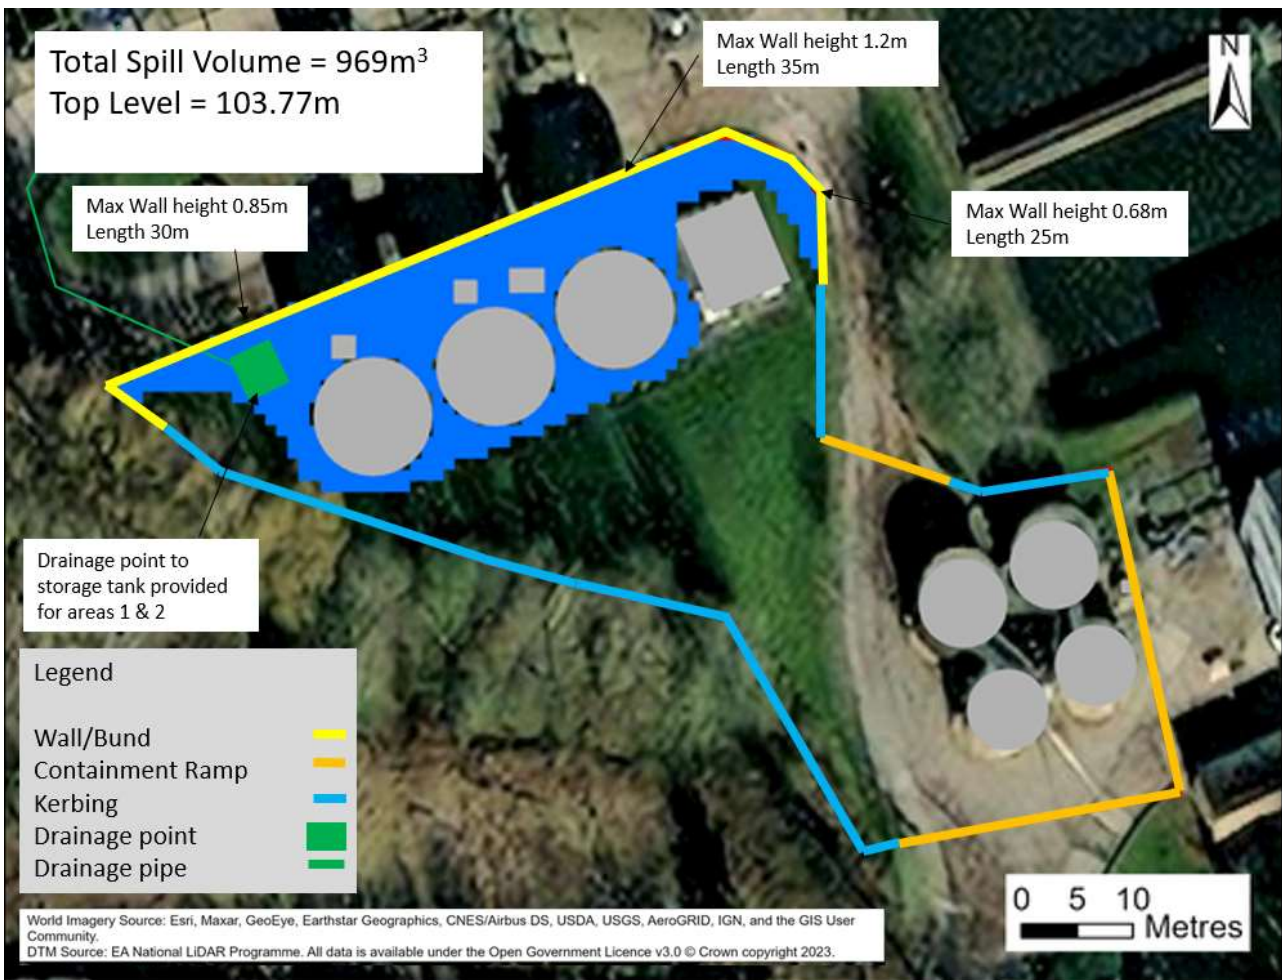 Total Spill Volume = 969m³
Top Level = 103.77m
Max Wall height 1.2m
Length 35m
N
Max Wall height 0.85m
Length 30m
Max Wall height 0.68m
Length 25m
Drainage point to
storage tank provided
for areas 1 & 2
Legend
Wall/Bund
Containment Ramp
Kerbing
Drainage point
Drainage pipe
0 5 10
Metres
World Imagery Source: Esri, Maxar, GeoEye, Earthstar Geographics, CNES/Airbus DS, USDA, USGS, AeroGRID, IGN, and the GIS User
Community.
DTM Source: EA National LiDAR Programme. All data is available under the Open Government Licence v3.0 © Crown copyright 2023.